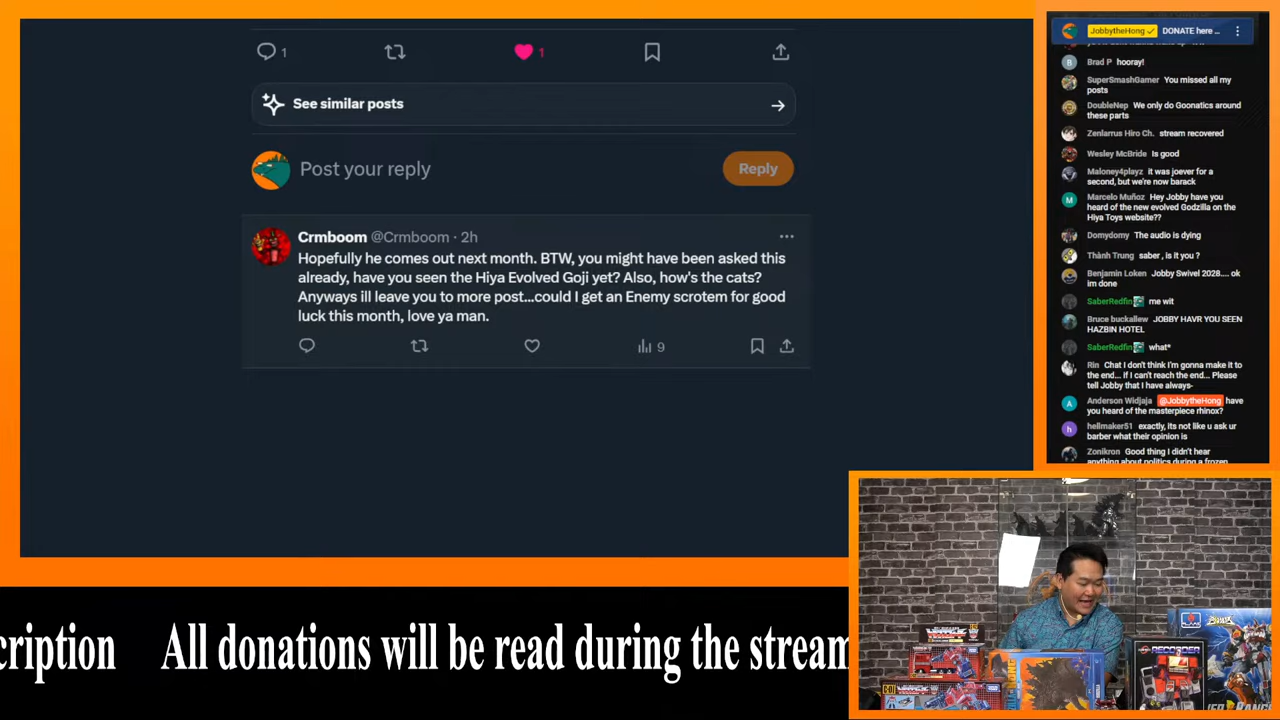 1
1
See similar posts
Post your reply
Reply
Crmboom @Crmboom · 2h
Hopefully he comes out next month. BTW, you might have been asked this
already, have you seen the Hiya Evolved Goji yet? Also, how's the cats?
Anyways ill leave you to more post...could I get an Enemy scrotem for good
luck this month, love ya man.
9
JobbytheHong DONATE here ...
Brad P hooray!
SuperSmashGamer You missed all my
posts
DoubleNep We only do Goonatics around
these parts
Zenlarrus Hiro Ch. stream recovered
Wesley McBride Is good
Maloney4playz It was joever for a
second, but we're now barack
Marcelo Muñoz Hey Jobby have you
heard of the new evolved Godzilla on the
Hiya Toys website??
Domydomy The audio is dying
Thành Trung saber , is it you ?
Benjamin Loken Jobby Swivel 2028.... ok
im done
SaberRedfin me wit
Bruce buckallew JOBBY HAVR YOU SEEN
HAZBIN HOTEL
SaberRedfin what*
Rin Chat I don't think I'm gonna make it to
the end... if I can't reach the end... Please
tell Jobby that I have always-
Anderson Widjaja @JobbytheHong have
you heard of the masterpiece rhinox?
hellmaker51 exactly, its not like u ask ur
barber what their opinion is
Zonikron Good thing I didn't hear
anything about politics during a frozen
cription All donations will be read during the stream
RECORDER